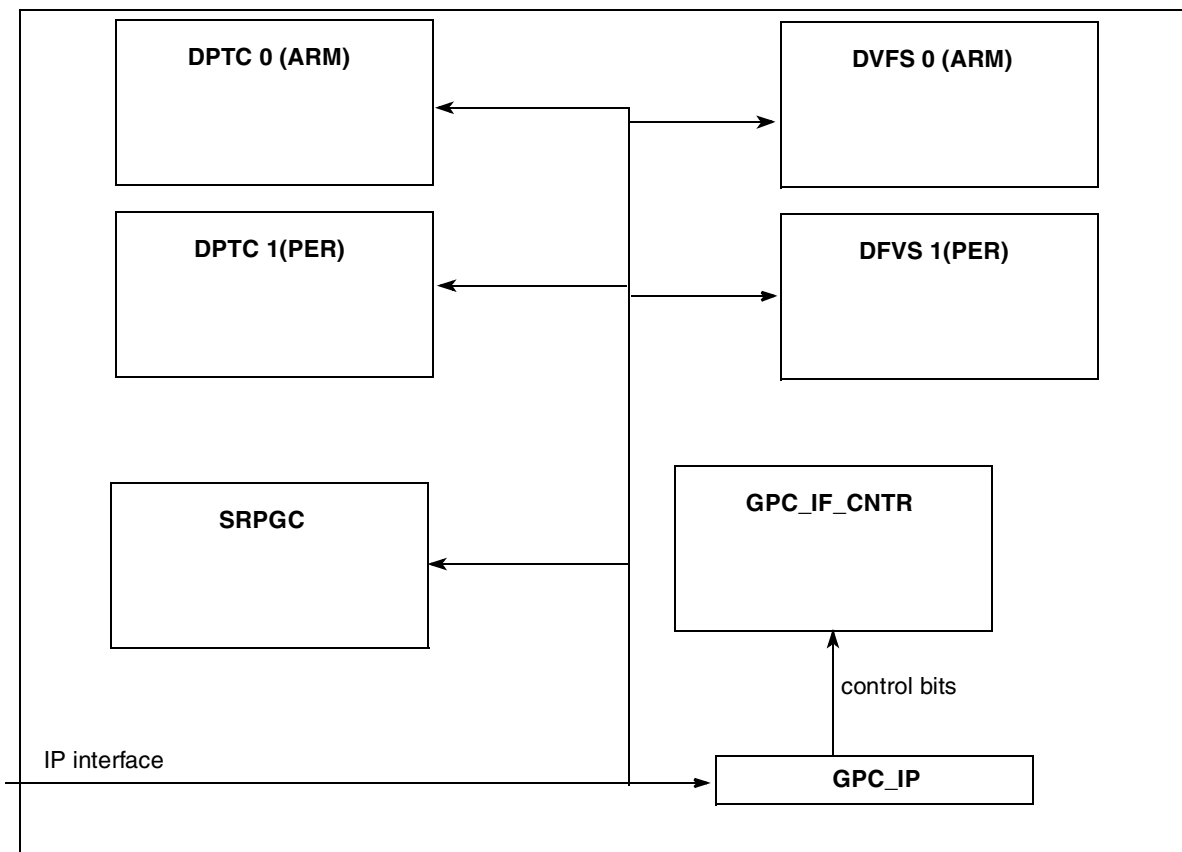 DPTC 0 (ARM)
DVFS 0 (ARM)
DPTC 1(PER)
DFVS 1(PER)
SRPGC
GPC_IF_CNTR
control bits
IP interface
GPC_IP